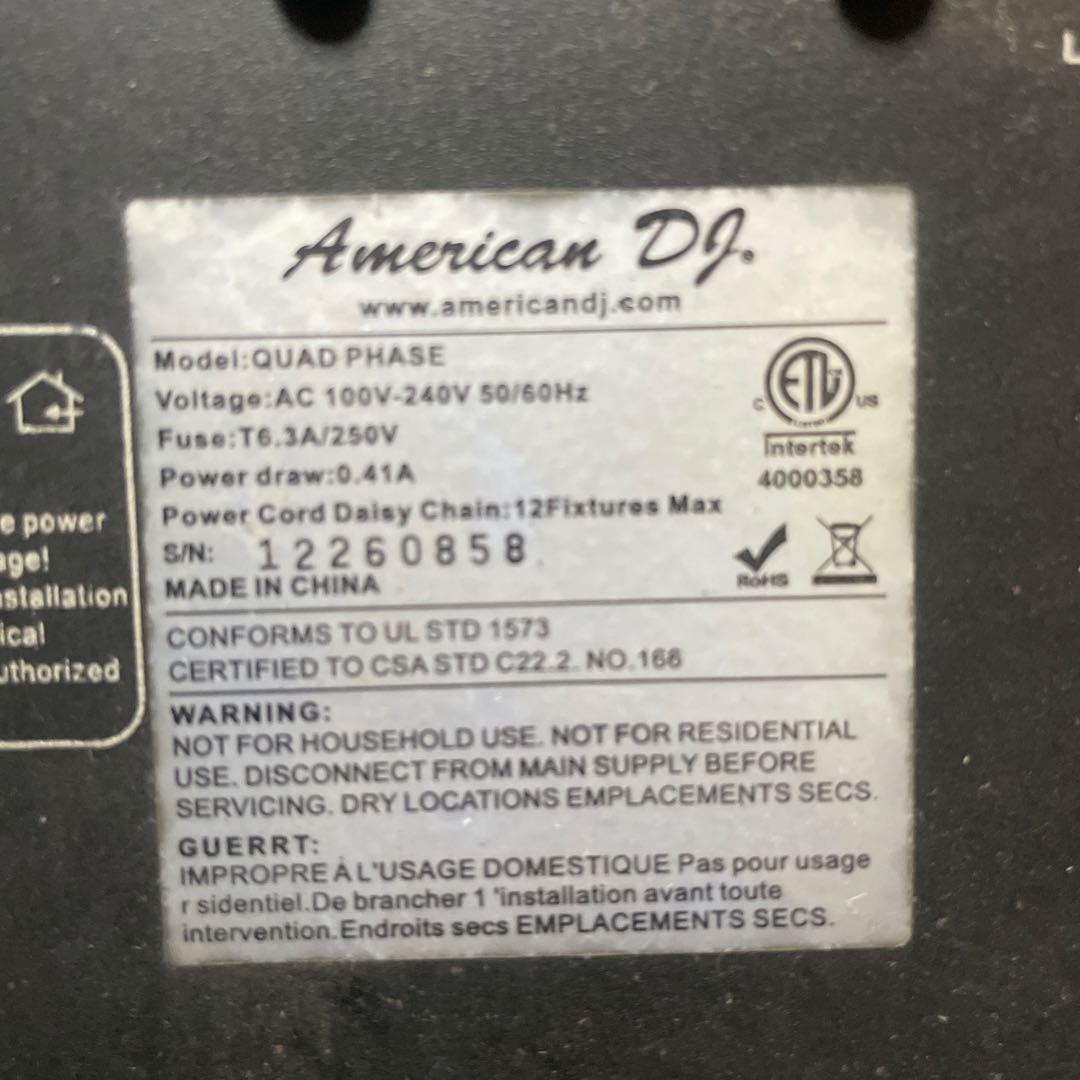 American DJ.
www.americandj.com
Model:QUAD PHASE
Voltage:AC 100V-240V 50/60Hz
Fuse:T6.3A/250V
Power draw:0.41A
Power Cord Daisy Chain:12Fixtures Max
S/N: 12260858
MADE IN CHINA
C ETL US
Intertek
4000358
RoHS
CONFORMS TO UL STD 1573
CERTIFIED TO CSA STD C22.2. NO.166
WARNING:
NOT FOR HOUSEHOLD USE. NOT FOR RESIDENTIAL
USE. DISCONNECT FROM MAIN SUPPLY BEFORE
SERVICING. DRY LOCATIONS EMPLACEMENTS SECS.
GUERRT:
IMPROPRE À L'USAGE DOMESTIQUE Pas pour usage
r sidentiel.De brancher 1 'installation avant toute
intervention.Endroits secs EMPLACEMENTS SECS.
e power
age!
stallation
ical
uthorized